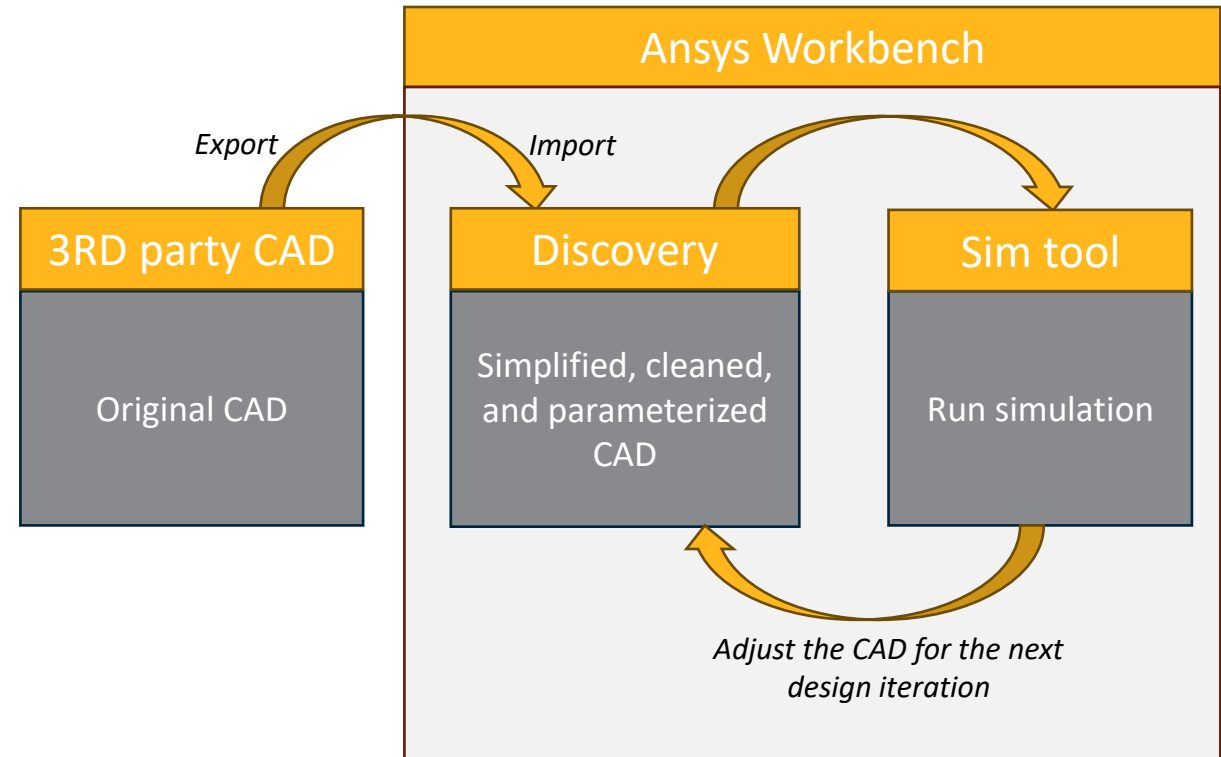 Ansys Workbench
Export
Import
3RD party CAD
Discovery
Sim tool
Original CAD
Simplified, cleaned,
and parameterized
CAD
Run simulation
Adjust the CAD for the next
design iteration